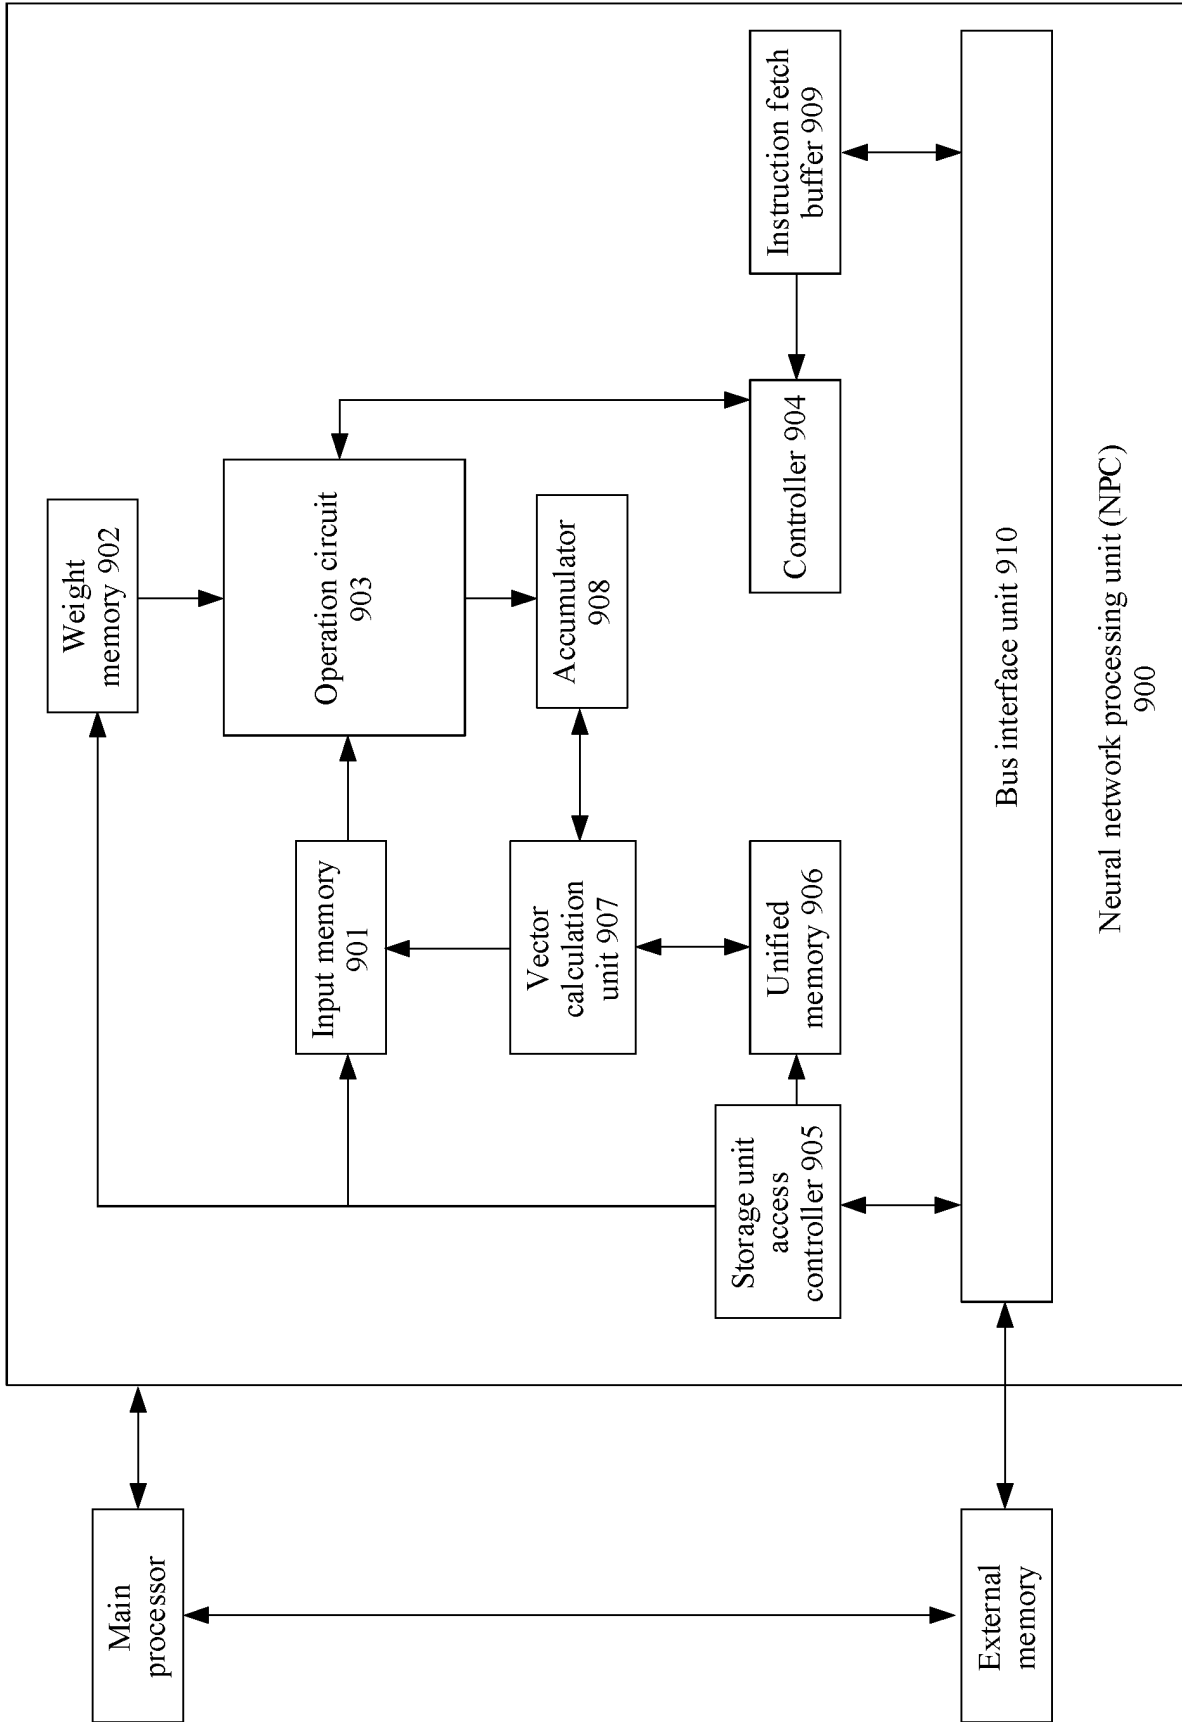 Main
processor
External
memory
Weight
memory 902
Input memory
901
Operation circuit
903
Vector
calculation
unit 907
Accumulator
908
Storage unit
access
controller 905
Unified
memory 906
Controller 904
Instruction fetch
buffer 909
Bus interface unit 910
Neural network processing unit (NPC)
900